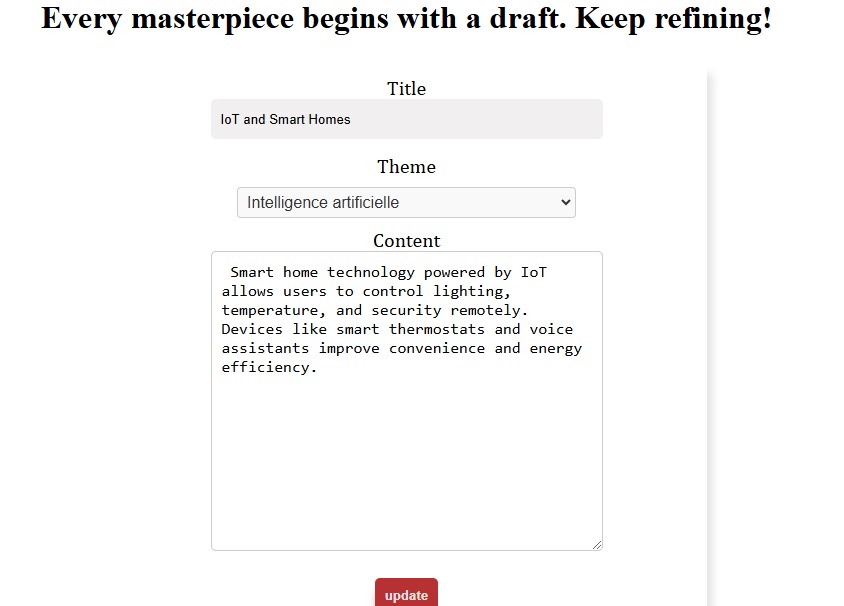 Every masterpiece begins with a draft. Keep refining!
Title
IoT and Smart Homes
Theme
Intelligence artificielle
Content
Smart home technology powered by IoT
allows users to control lighting,
temperature, and security remotely.
Devices like smart thermostats and voice
assistants improve convenience and energy
efficiency.
update